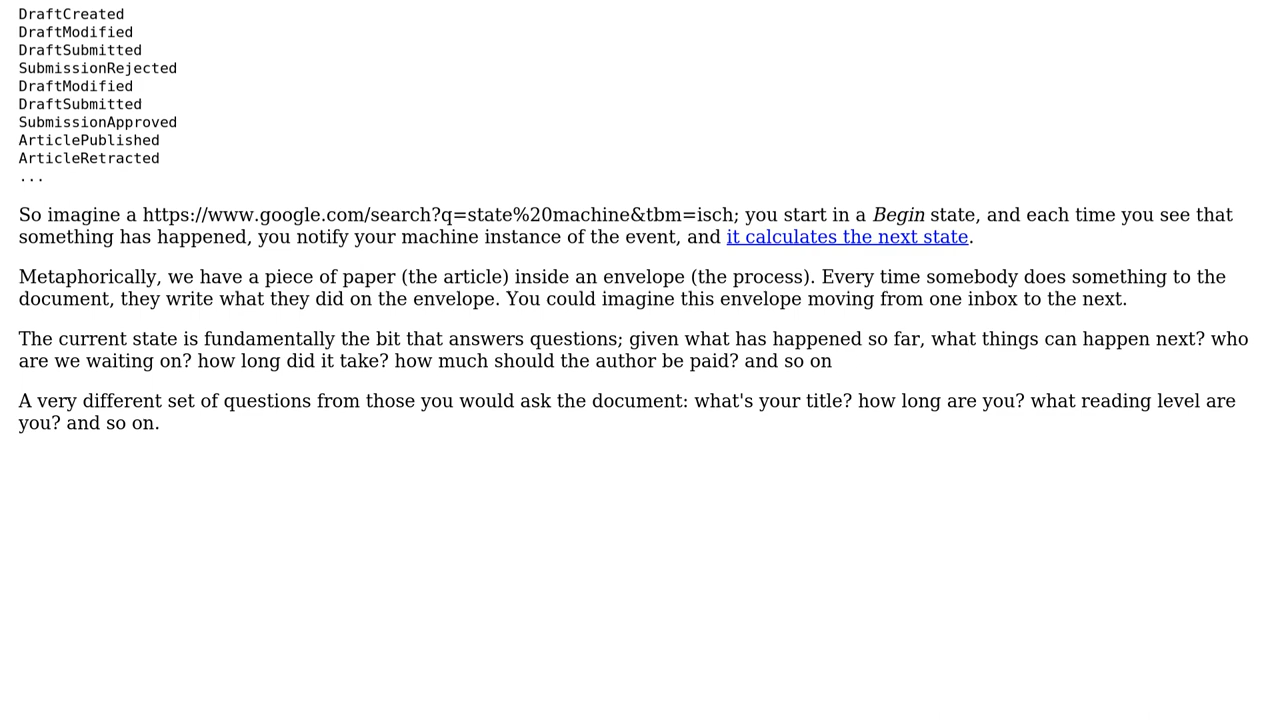 DraftCreated
DraftModified
DraftSubmitted
SubmissionRejected
DraftModified
DraftSubmitted
SubmissionApproved
ArticlePublished
ArticleRetracted
...
So imagine a https://www.google.com/search?q=state%20machine&tbm=isch; you start in a Begin state, and each time you see that
something has happened, you notify your machine instance of the event, and it calculates the next state.
Metaphorically, we have a piece of paper (the article) inside an envelope (the process). Every time somebody does something to the
document, they write what they did on the envelope. You could imagine this envelope moving from one inbox to the next.
The current state is fundamentally the bit that answers questions; given what has happened so far, what things can happen next? who
are we waiting on? how long did it take? how much should the author be paid? and so on
A very different set of questions from those you would ask the document: what's your title? how long are you? what reading level are
you? and so on.